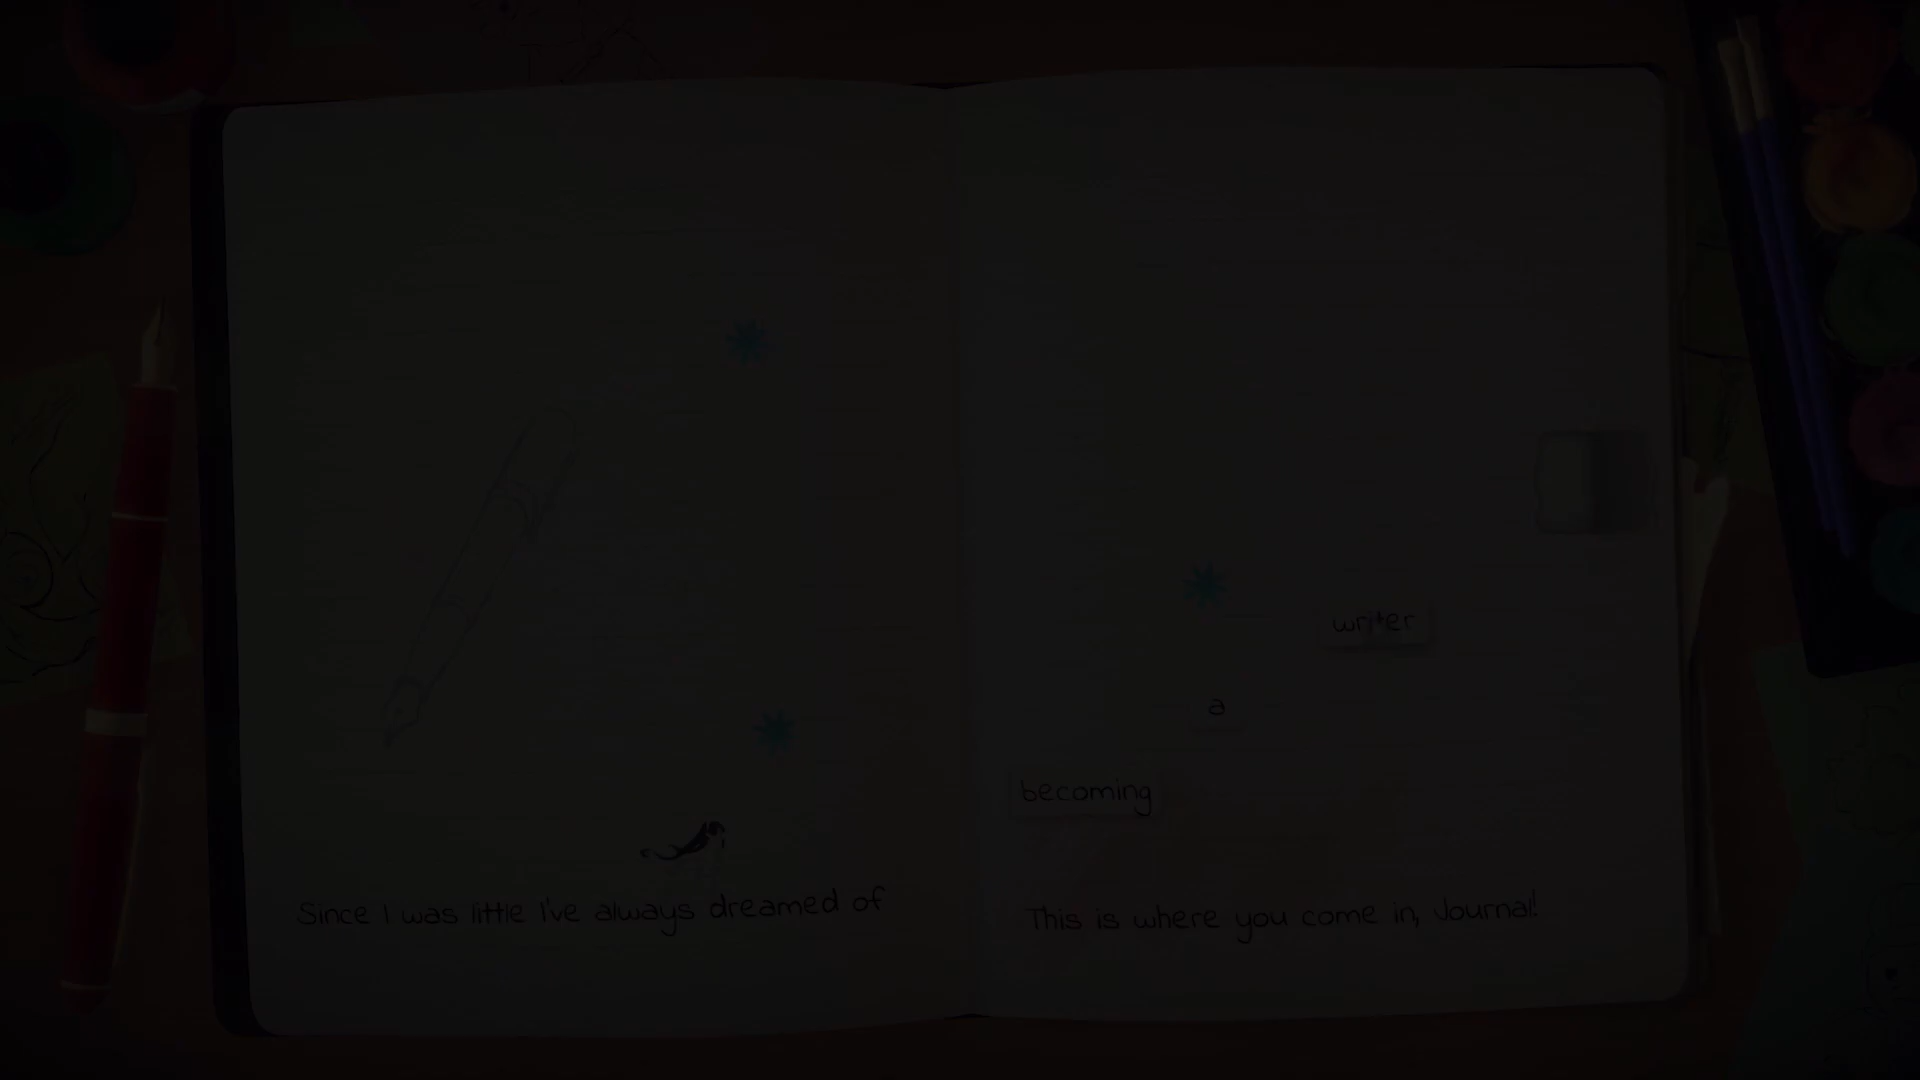 Since I was little I've always dreamed of
becoming
a
writer
This is where you come in, Journal!